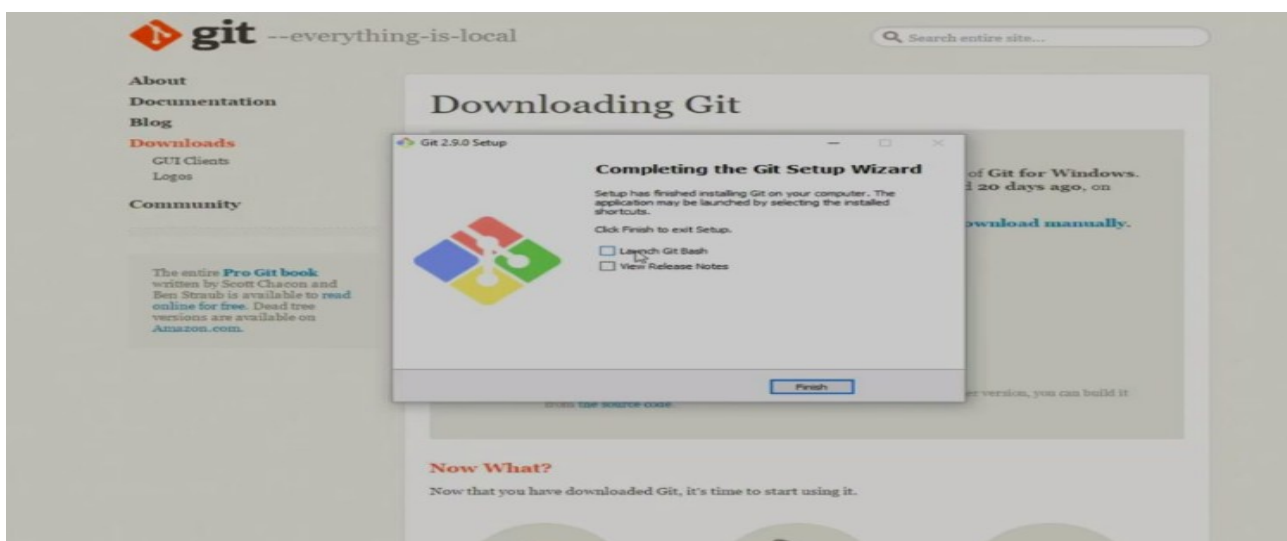 git --everything-is-local
Search entire site...
About
Documentation
Blog
Downloads
GUI Clients
Logos
Community
The entire Pro Git book
written by Scott Chacon and
Ben Straub is available to read
online for free. Dead tree
versions are available on
Amazon.com.
Downloading Git
of Git for Windows.
20 days ago, on
download manually.
Git 2.9.0 Setup
Completing the Git Setup Wizard
Setup has finished installing Git on your computer. The
application may be launched by selecting the installed
shortcuts.
Click Finish to exit Setup.
Launch Git Bash
View Release Notes
Finish
version, you can build it
from the source code.
Now What?
Now that you have downloaded Git, it's time to start using it.